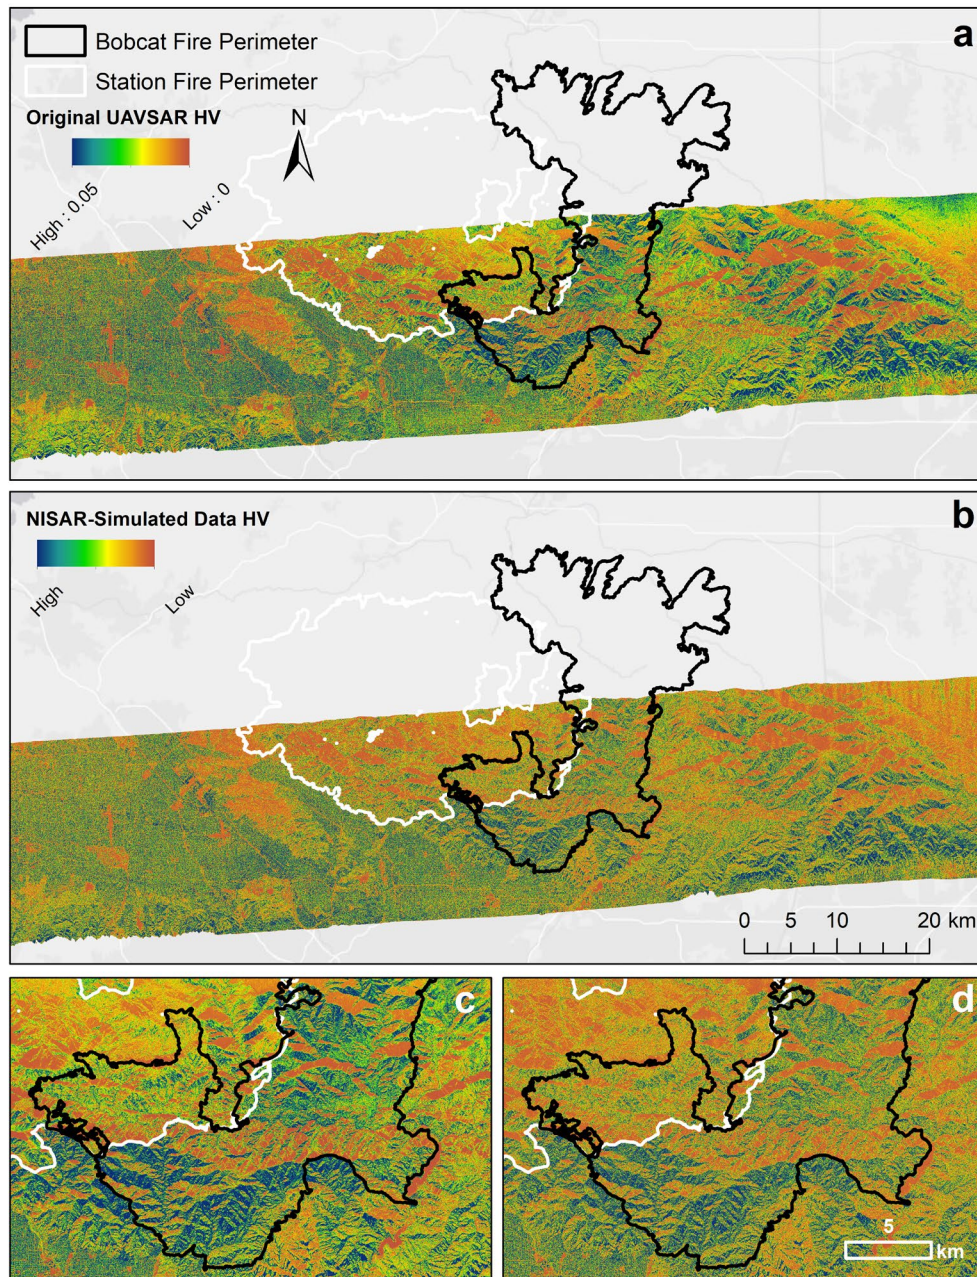 a
Bobcat Fire Perimeter
Station Fire Perimeter
Original UAVSAR HV
N
High : 0.05
Low : 0
b
NISAR-Simulated Data HV
High
Low
0 5 10 20 km
c
d
5
km